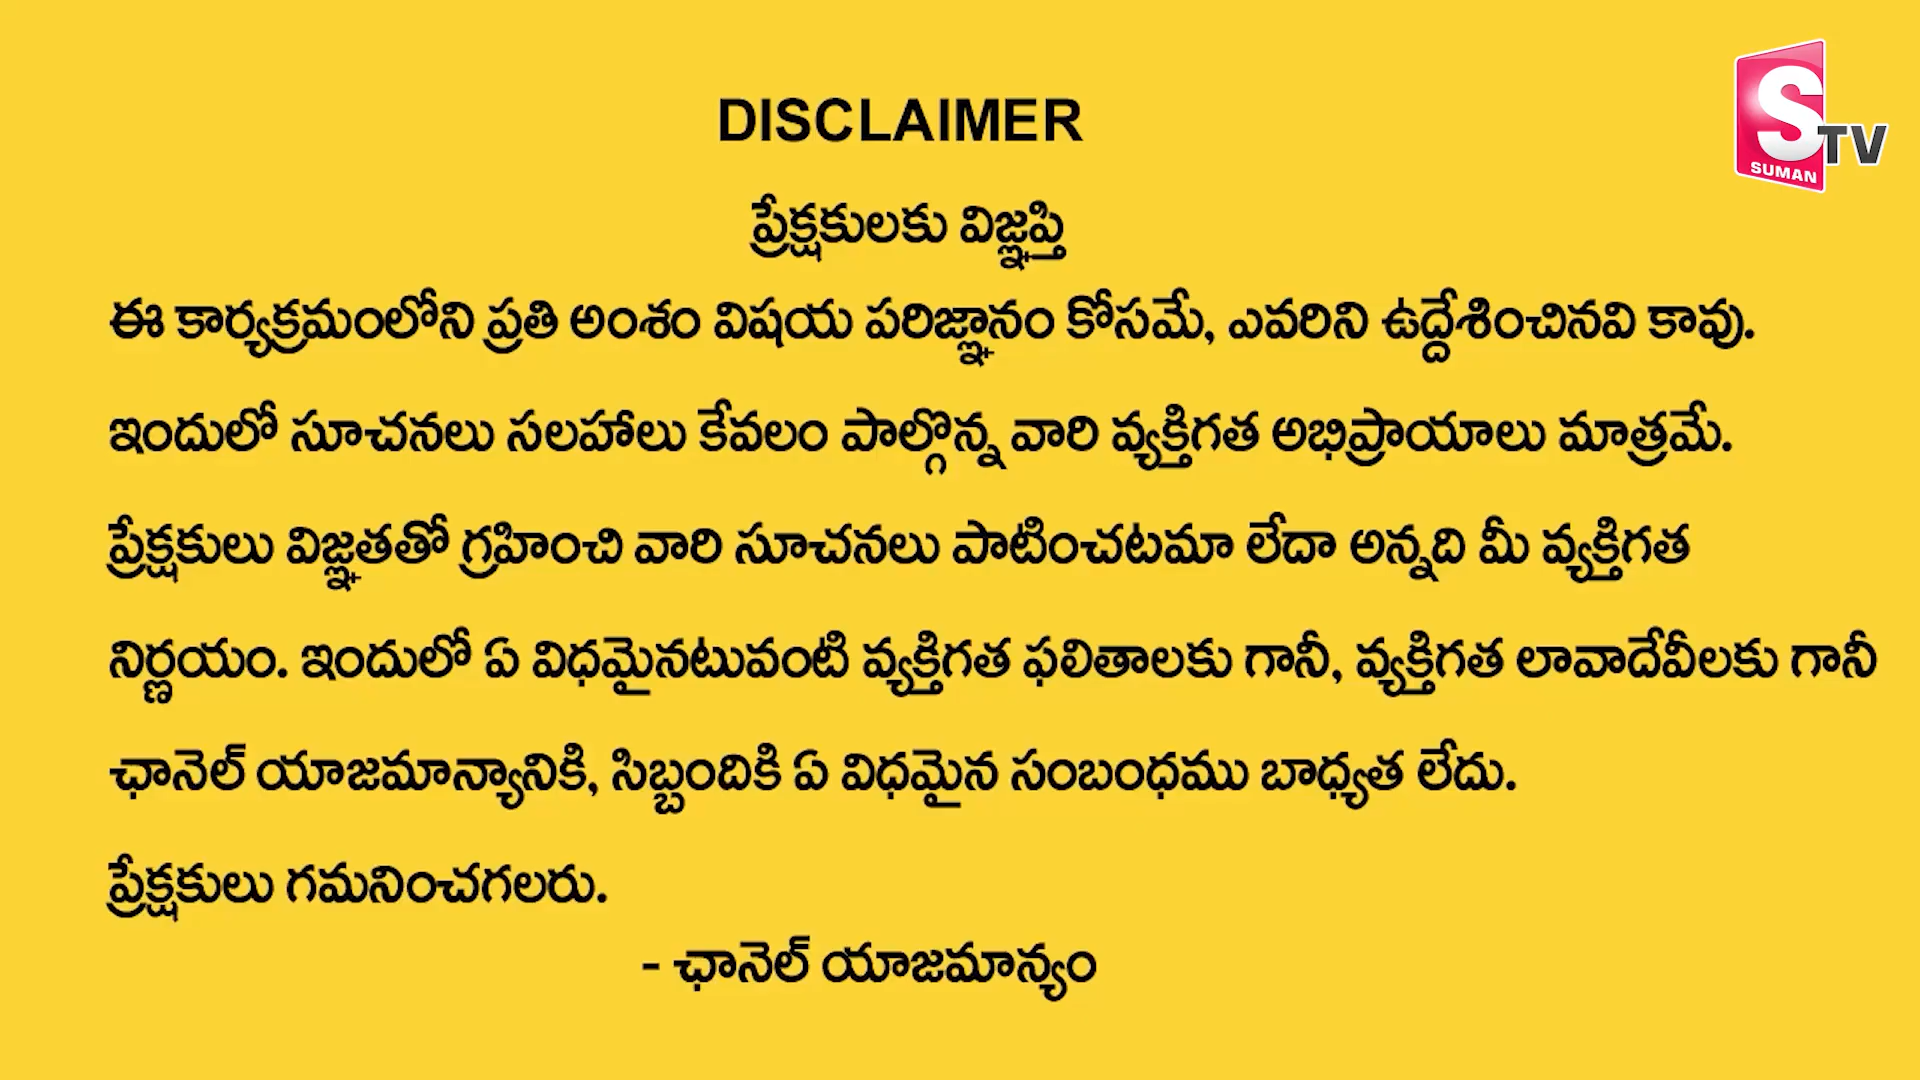 DISCLAIMER
S
TV
SUMAN
ప్రేక్షకులకు విజ్ఞప్తి
ఈ కార్యక్రమంలోని ప్రతి అంశం విషయ పరిజ్ఞానం కోసమే, ఎవరిని ఉద్దేశించినవి కావు.
ఇందులో సూచనలు సలహాలు కేవలం పాల్గొన్న వారి వ్యక్తిగత అభిప్రాయాలు మాత్రమే.
ప్రేక్షకులు విజ్ఞతతో గ్రహించి వారి సూచనలు పాటించటమా లేదా అన్నది మీ వ్యక్తిగత
నిర్ణయం. ఇందులో ఏ విధమైనటువంటి వ్యక్తిగత ఫలితాలకు గానీ, వ్యక్తిగత లావాదేవీలకు గానీ
ఛానెల్ యాజమాన్యానికి, సిబ్బందికి ఏ విధమైన సంబంధము బాధ్యత లేదు.
ప్రేక్షకులు గమనించగలరు.
- ఛానెల్ యాజమాన్యం